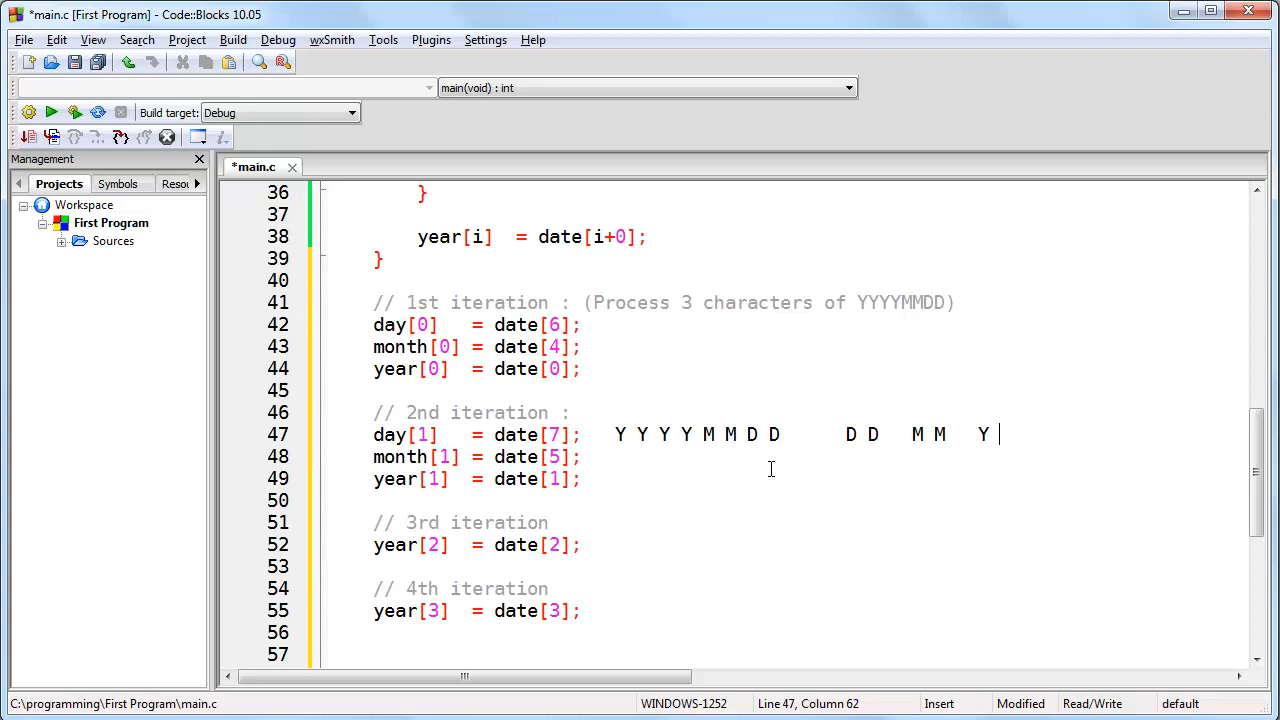 *main.c [First Program] - Code::Blocks 10.05
File Edit View Search Project Build Debug wxSmith Tools Plugins Settings Help
main(void) : int
Build target: Debug
Management
*main.c
Projects Symbols Resou
Workspace
First Program
Sources
36 }
37
38 year[i] = date[i+0];
39 }
40
41 // 1st iteration : (Process 3 characters of YYYYMMDD)
42 day[0] = date[6];
43 month[0] = date[4];
44 year[0] = date[0];
45
46 // 2nd iteration :
47 day[1] = date[7]; Y Y Y Y M M D D D D M M Y
48 month[1] = date[5];
49 year[1] = date[1];
50
51 // 3rd iteration
52 year[2] = date[2];
53
54 // 4th iteration
55 year[3] = date[3];
56
57
C:\programming\First Program\main.c WINDOWS-1252 Line 47, Column 62 Insert Modified Read/Write default